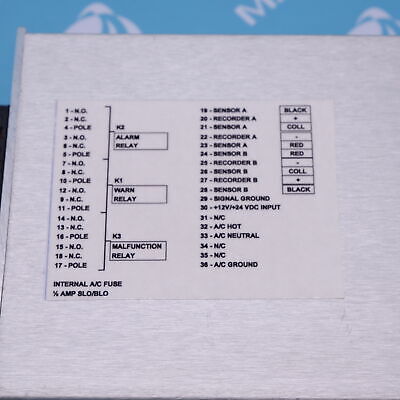 1 - N.O.
2 - N.C.
4 - POLE K2
3 - N.O. ALARM
6 - N.C. RELAY
5 - POLE
7 - N.O.
8 - N.C.
10 - POLE K1
12 - N.O. WARN
9 - N.C. RELAY
11 - POLE
14 - N.O.
13 - N.C.
16 - POLE K3
15 - N.O. MALFUNCTION
18 - N.C. RELAY
17 - POLE
INTERNAL A/C FUSE
½ AMP SLO/BLO
19 - SENSOR A BLACK
20 - RECORDER A +
21 - SENSOR A COLL
22 - RECORDER A -
23 - SENSOR A RED
24 - SENSOR B RED
25 - RECORDER B -
26 - SENSOR B COLL
27 - RECORDER B +
28 - SENSOR B BLACK
29 - SIGNAL GROUND
30 - +12V/+24 VDC INPUT
31 - N/C
32 - A/C HOT
33 - A/C NEUTRAL
34 - N/C
35 - N/C
36 - A/C GROUND